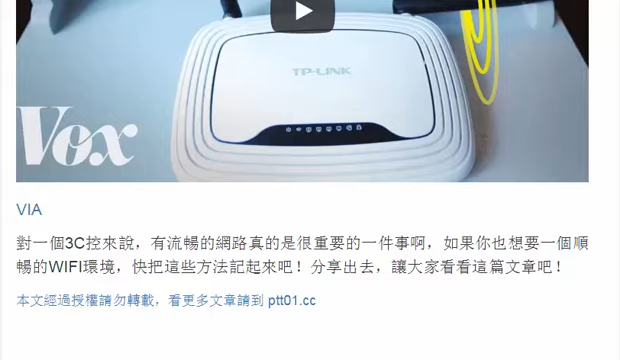 TP-LINK
Vox
VIA
對一個3C控來說，有流暢的網路真的是很重要的一件事啊，如果你也想要一個順
暢的WIFI環境，快把這些方法記起來吧！分享出去，讓大家看看這篇文章吧！
本文經過授權請勿轉載，看更多文章請到 ptt01.cc